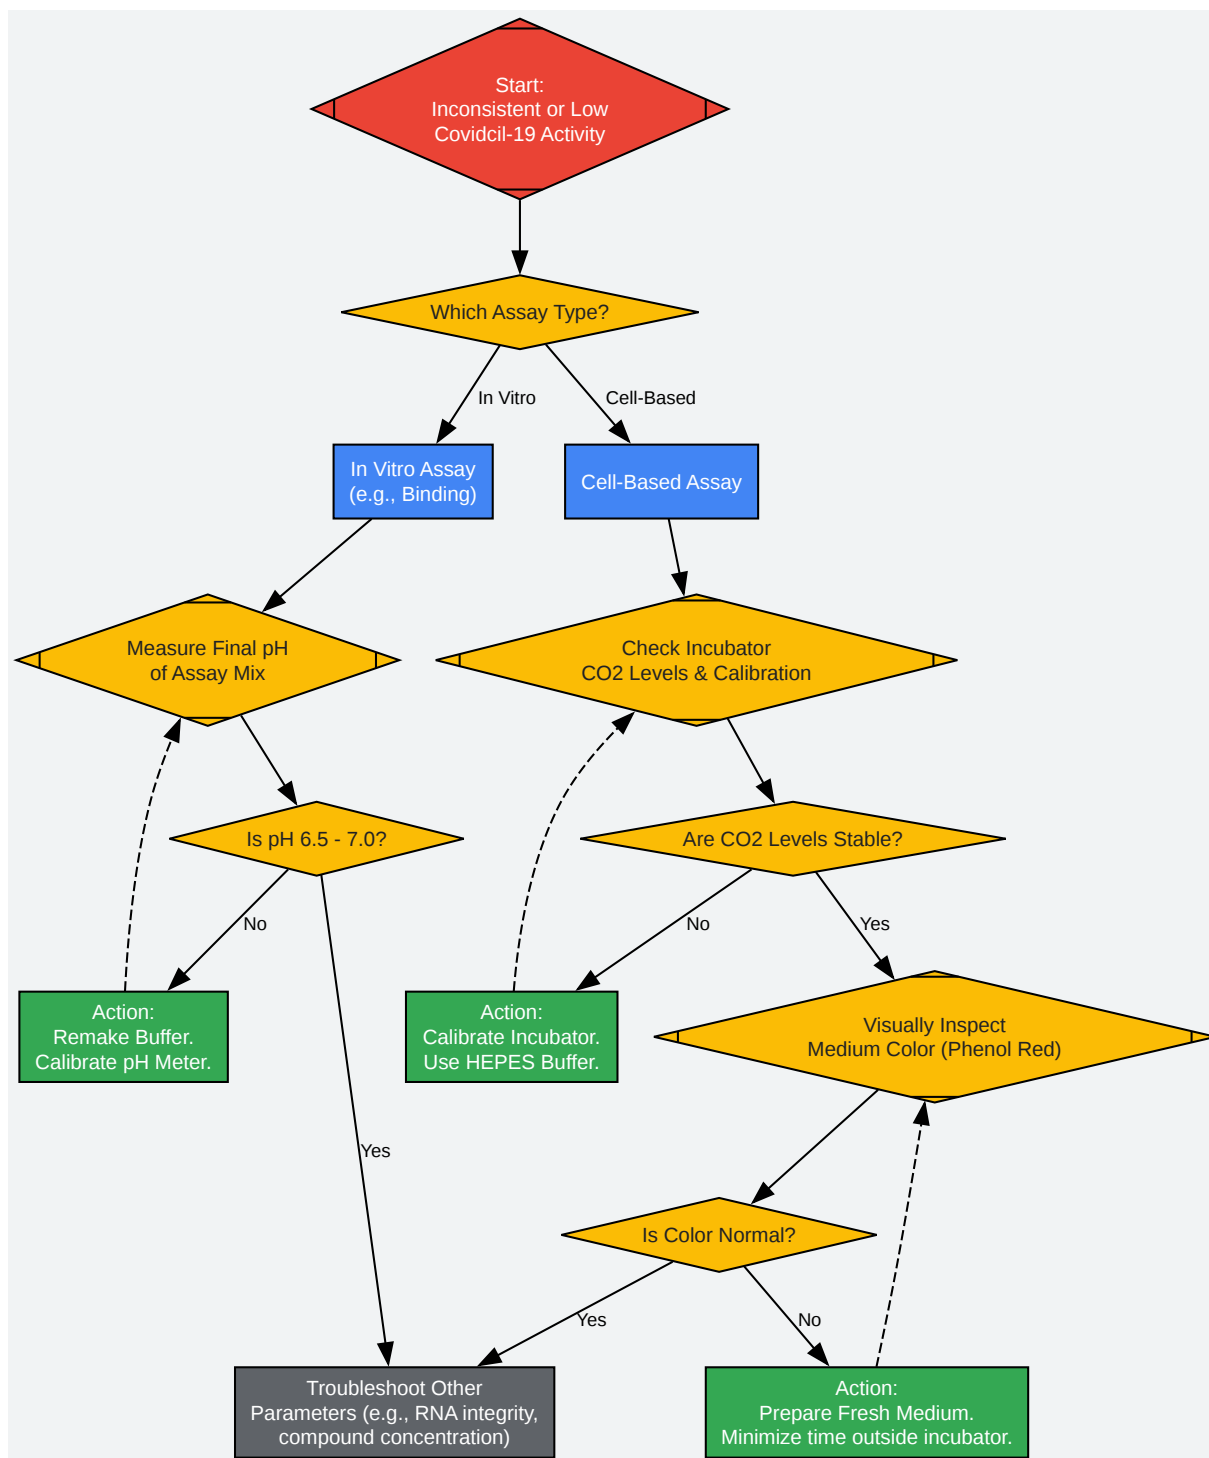 Start:
Inconsistent or Low
Covidcil-19 Activity
Which Assay Type?
In Vitro
Cell-Based
In Vitro Assay
(e.g., Binding)
Cell-Based Assay
Measure Final pH
of Assay Mix
Check Incubator
CO2 Levels & Calibration
Is pH 6.5 - 7.0?
Are CO2 Levels Stable?
No
No
Yes
Action:
Remake Buffer.
Calibrate pH Meter.
Action:
Calibrate Incubator.
Use HEPES Buffer.
Visually Inspect
Medium Color (Phenol Red)
Yes
Is Color Normal?
Yes
No
Troubleshoot Other
Parameters (e.g., RNA integrity,
compound concentration)
Action:
Prepare Fresh Medium.
Minimize time outside incubator.